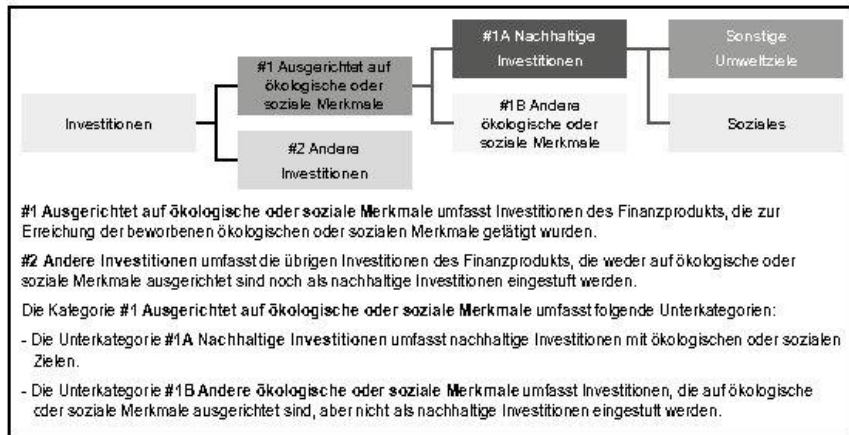 #1A Nachhaltige
Investitionen
Sonstige
Umweltziele
#1 Ausgerichtet auf
ökologische oder
soziale Merkmale
Investitionen
#1B Andere
ökologische oder
soziale Merkmale
Soziales
#2 Andere
Investitionen
#1 Ausgerichtet auf ökologische oder soziale Merkmale umfasst Investitionen des Finanzprodukts, die zur
Erreichung der beworbenen ökologischen oder sozialen Merkmale getätigt wurden.
#2 Andere Investitionen umfasst die übrigen Investitionen des Finanzprodukts, die weder auf ökologische oder
soziale Merkmale ausgerichtet sind noch als nachhaltige Investitionen eingestuft werden.
Die Kategorie #1 Ausgerichtet auf ökologische oder soziale Merkmale umfasst folgende Unterkategorien:
- Die Unterkategorie #1A Nachhaltige Investitionen umfasst nachhaltige Investitionen mit ökologischen oder sozialen
Zielen.
- Die Unterkategorie #1B Andere ökologische oder soziale Merkmale umfasst Investitionen, die auf ökologische
oder soziale Merkmale ausgerichtet sind, aber nicht als nachhaltige Investitionen eingestuft werden.